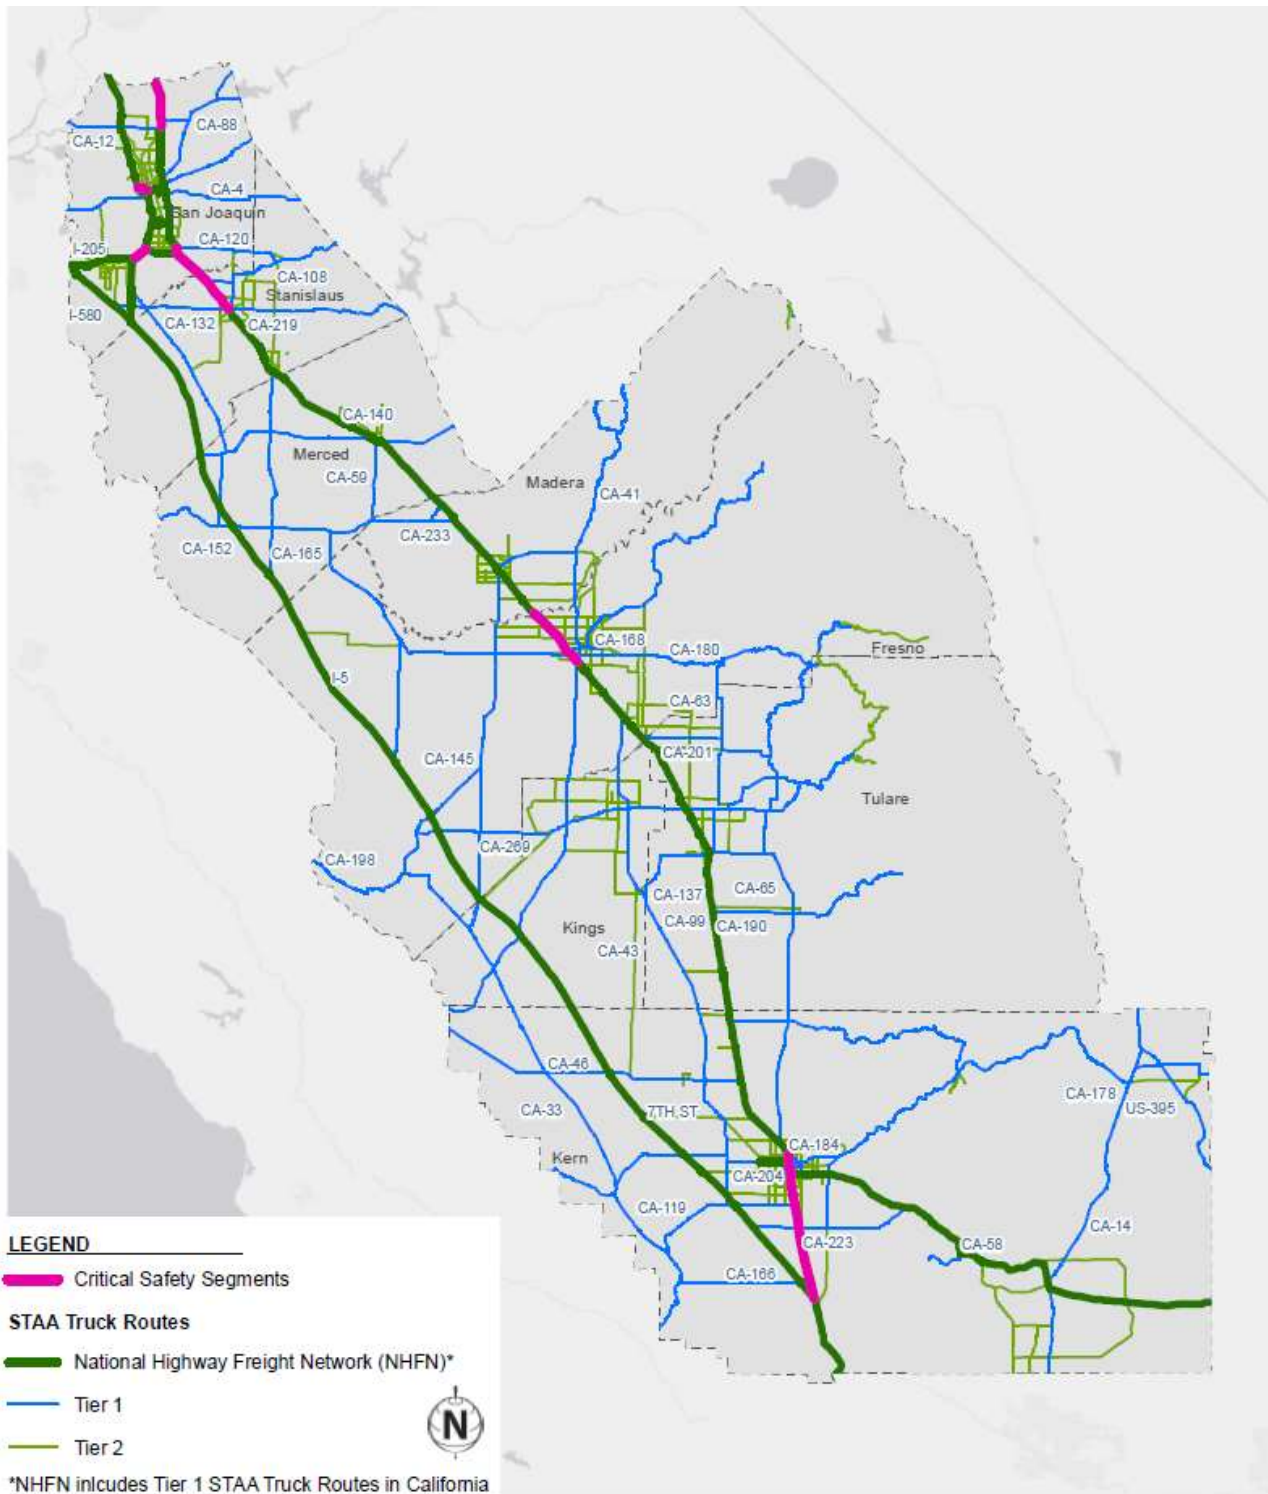 CA-88
CA-12
CA-4
San Joaquin
CA-120
I-205
CA-108
Stanislaus
I-580
CA-132
CA-219
CA-140
Merced
CA-59
Madera
CA-41
CA-233
CA-152
CA-165
CA-168
CA-180
Fresno
I-5
CA-63
CA-201
CA-145
Tulare
CA-269
CA-198
CA-137
CA-65
CA-99
CA-190
Kings
CA-43
CA-46
CA-178
US-395
CA-33
7TH ST
CA-184
Kern
CA-204
CA-119
CA-14
CA-223
CA-58
CA-166
LEGEND
Critical Safety Segments
STAA Truck Routes
National Highway Freight Network (NHFN)*
Tier 1
N
Tier 2
*NHFN inlcudes Tier 1 STAA Truck Routes in California